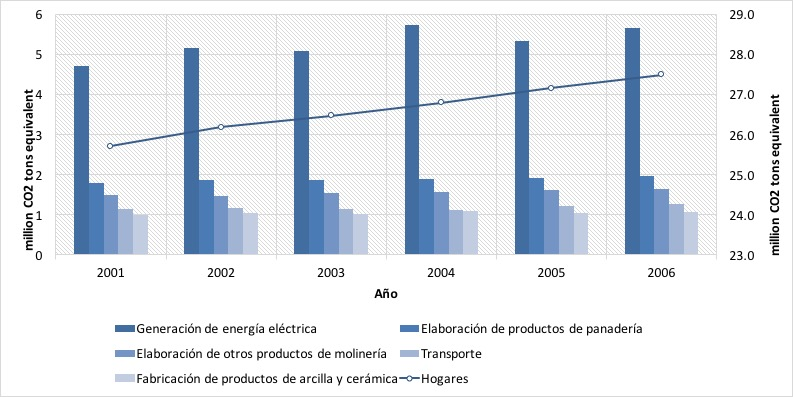 6
5
4
3
2
1
0
million CO2 tons equivalent
29.0
28.0
27.0
26.0
25.0
24.0
23.0
million CO2 tons equivalent
2001 2002 2003 2004 2005 2006
Año
Generación de energía eléctrica Elaboración de productos de panadería
Elaboración de otros productos de molinería Transporte
Fabricación de productos de arcilla y cerámica Hogares